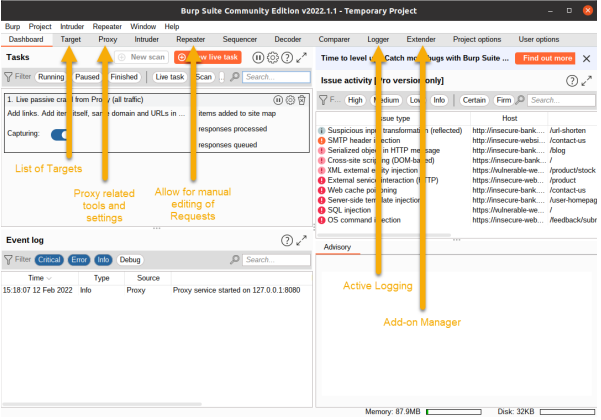 Burp Suite Community Edition v2022.1.1 - Temporary Project
Burp Project Intruder Repeater Window Help
Dashboard Target Proxy Intruder Repeater Sequencer Decoder Comparer Logger Extender Project options User options
Tasks
New scan
New live task
Filter Running Paused Finished Live task Scan Search...
1. Live passive crawl from Proxy (all traffic)
Add links. Add item itself, same domain and URLs in ...
items added to site map
Capturing:
responses processed
responses queued
List of Targets
Proxy related
tools and
settings
Allow for manual
editing of
Requests
Event log
Filter Critical Error Info Debug Search...
Time Type Source
15:18:07 12 Feb 2022 Info Proxy Proxy service started on 127.0.0.1:8080
Time to level up Catch more bugs with Burp Suite ... Find out more
Issue activity [Pro version only]
F... High Medium Low Info Certain Firm Search...
Issue type Host
Suspicious input transformation (reflected) http://insecure-bank.... /url-shorten
SMTP header injection http://insecure-websi... /contact-us
Serialized object in HTTP message http://insecure-bank.... /blog
Cross-site scripting (DOM-based) https://insecure-bank... /
XML external entity injection https://vulnerable-we... /product/stock
External service interaction (HTTP) https://insecure-web... /product
Web cache poisoning http://insecure-bank.... /contact-us
Server-side template injection http://insecure-bank.... /user-homepag
SQL injection https://vulnerable-we... /
OS command injection https://insecure-web... /feedback/subm
Advisory
Active Logging
Add-on Manager
Memory: 87.9MB Disk: 32KB